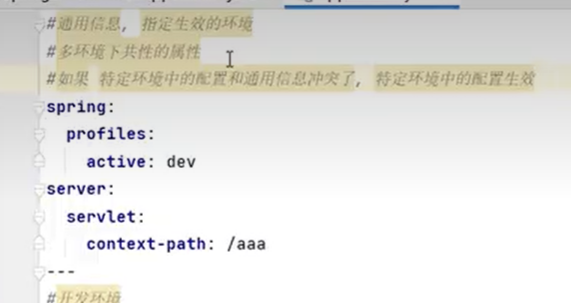 #通用信息, 指定生效的环境
#多环境下共性的属性
#如果 特定环境中的配置和通用信息冲突了, 特定环境中的配置生效
spring:
  profiles:
    active: dev
server:
  servlet:
    context-path: /aaa
---
#开发环境